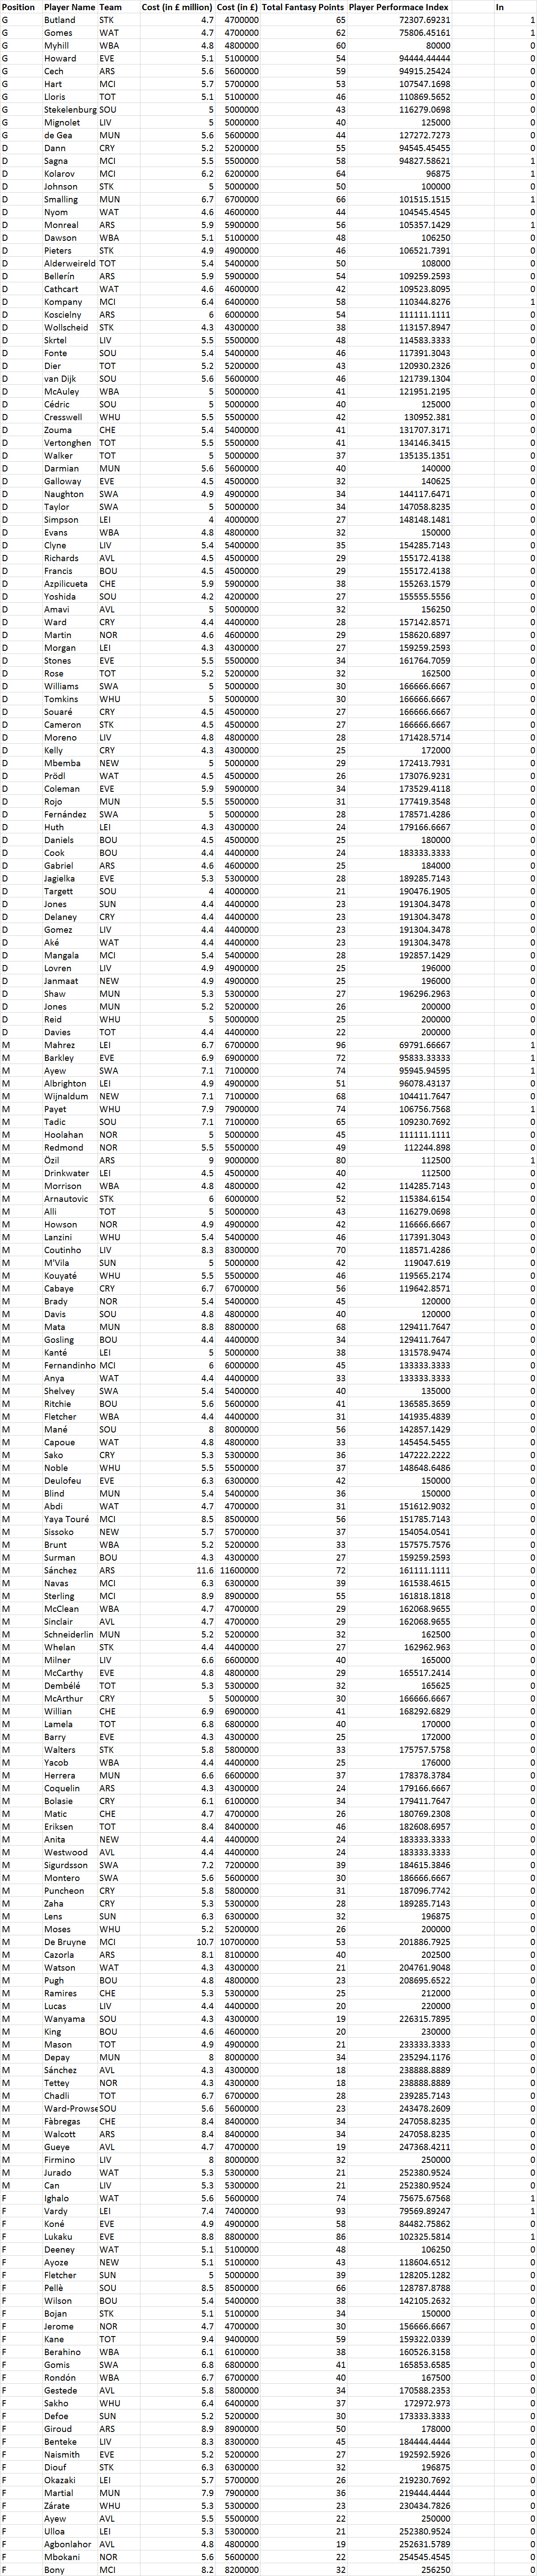 Position Player Name Team Cost (in £ million) Cost (in £) Total Fantasy Points Player Performace Index In
G Butland STK 4.7 4700000 65 72307.69231 1
G Gomes WAT 4.7 4700000 62 75806.45161 1
G Myhill WBA 4.8 4800000 60 80000 0
G Howard EVE 5.1 5100000 54 94444.44444 0
G Cech ARS 5.6 5600000 59 94915.25424 0
G Hart MCI 5.7 5700000 53 107547.1698 0
G Lloris TOT 5.1 5100000 46 110869.5652 0
G Stekelenburg SOU 5 5000000 43 116279.0698 0
G Mignolet LIV 5 5000000 40 125000 0
G de Gea MUN 5.6 5600000 44 127272.7273 0
D Dann CRY 5.2 5200000 55 94545.45455 0
D Sagna MCI 5.5 5500000 58 94827.58621 1
D Kolarov MCI 6.2 6200000 64 96875 1
D Johnson STK 5 5000000 50 100000 0
D Smalling MUN 6.7 6700000 66 101515.1515 1
D Nyom WAT 4.6 4600000 44 104545.4545 0
D Monreal ARS 5.9 5900000 56 105357.1429 1
D Dawson WBA 5.1 5100000 48 106250 0
D Pieters STK 4.9 4900000 46 106521.7391 0
D Alderweireld TOT 5.4 5400000 50 108000 0
D Bellerín ARS 5.9 5900000 54 109259.2593 0
D Cathcart WAT 4.6 4600000 42 109523.8095 0
D Kompany MCI 6.4 6400000 58 110344.8276 1
D Koscielny ARS 6 6000000 54 111111.1111 0
D Wollscheid STK 4.3 4300000 38 113157.8947 0
D Skrtel LIV 5.5 5500000 48 114583.3333 0
D Fonte SOU 5.4 5400000 46 117391.3043 0
D Dier TOT 5.2 5200000 43 120930.2326 0
D van Dijk SOU 5.6 5600000 46 121739.1304 0
D McAuley WBA 5 5000000 41 121951.2195 0
D Cédric SOU 5 5000000 40 125000 0
D Cresswell WHU 5.5 5500000 42 130952.381 0
D Zouma CHE 5.4 5400000 41 131707.3171 0
D Vertonghen TOT 5.5 5500000 41 134146.3415 0
D Walker TOT 5 5000000 37 135135.1351 0
D Darmian MUN 5.6 5600000 40 140000 0
D Galloway EVE 4.5 4500000 32 140625 0
D Naughton SWA 4.9 4900000 34 144117.6471 0
D Taylor SWA 5 5000000 34 147058.8235 0
D Simpson LEI 4 4000000 27 148148.1481 0
D Evans WBA 4.8 4800000 32 150000 0
D Clyne LIV 5.4 5400000 35 154285.7143 0
D Richards AVL 4.5 4500000 29 155172.4138 0
D Francis BOU 4.5 4500000 29 155172.4138 0
D Azpilicueta CHE 5.9 5900000 38 155263.1579 0
D Yoshida SOU 4.2 4200000 27 155555.5556 0
D Amavi AVL 5 5000000 32 156250 0
D Ward CRY 4.4 4400000 28 157142.8571 0
D Martin NOR 4.6 4600000 29 158620.6897 0
D Morgan LEI 4.3 4300000 27 159259.2593 0
D Stones EVE 5.5 5500000 34 161764.7059 0
D Rose TOT 5.2 5200000 32 162500 0
D Williams SWA 5 5000000 30 166666.6667 0
D Tomkins WHU 5 5000000 30 166666.6667 0
D Souaré CRY 4.5 4500000 27 166666.6667 0
D Cameron STK 4.5 4500000 27 166666.6667 0
D Moreno LIV 4.8 4800000 28 171428.5714 0
D Kelly CRY 4.3 4300000 25 172000 0
D Mbemba NEW 5 5000000 29 172413.7931 0
D Prödl WAT 4.5 4500000 26 173076.9231 0
D Coleman EVE 5.9 5900000 34 173529.4118 0
D Rojo MUN 5.5 5500000 31 177419.3548 0
D Fernández SWA 5 5000000 28 178571.4286 0
D Huth LEI 4.3 4300000 24 179166.6667 0
D Daniels BOU 4.5 4500000 25 180000 0
D Cook BOU 4.4 4400000 24 183333.3333 0
D Gabriel ARS 4.6 4600000 25 184000 0
D Jagielka EVE 5.3 5300000 28 189285.7143 0
D Targett SOU 4 4000000 21 190476.1905 0
D Jones SUN 4.4 4400000 23 191304.3478 0
D Delaney CRY 4.4 4400000 23 191304.3478 0
D Gomez LIV 4.4 4400000 23 191304.3478 0
D Aké WAT 4.4 4400000 23 191304.3478 0
D Mangala MCI 5.4 5400000 28 192857.1429 0
D Lovren LIV 4.9 4900000 25 196000 0
D Janmaat NEW 4.9 4900000 25 196000 0
D Shaw MUN 5.3 5300000 27 196296.2963 0
D Jones MUN 5.2 5200000 26 200000 0
D Reid WHU 5 5000000 25 200000 0
D Davies TOT 4.4 4400000 22 200000 0
M Mahrez LEI 6.7 6700000 96 69791.66667 1
M Barkley EVE 6.9 6900000 72 95833.33333 1
M Ayew SWA 7.1 7100000 74 95945.94595 1
M Albrighton LEI 4.9 4900000 51 96078.43137 0
M Wijnaldum NEW 7.1 7100000 68 104411.7647 0
M Payet WHU 7.9 7900000 74 106756.7568 1
M Tadic SOU 7.1 7100000 65 109230.7692 0
M Hoolahan NOR 5 5000000 45 111111.1111 0
M Redmond NOR 5.5 5500000 49 112244.898 0
M Özil ARS 9 9000000 80 112500 1
M Drinkwater LEI 4.5 4500000 40 112500 0
M Morrison WBA 4.8 4800000 42 114285.7143 0
M Arnautovic STK 6 6000000 52 115384.6154 0
M Alli TOT 5 5000000 43 116279.0698 0
M Howson NOR 4.9 4900000 42 116666.6667 0
M Lanzini WHU 5.4 5400000 46 117391.3043 0
M Coutinho LIV 8.3 8300000 70 118571.4286 0
M M'Vila SUN 5 5000000 42 119047.619 0
M Kouyaté WHU 5.5 5500000 46 119565.2174 0
M Cabaye CRY 6.7 6700000 56 119642.8571 0
M Brady NOR 5.4 5400000 45 120000 0
M Davis SOU 4.8 4800000 40 120000 0
M Mata MUN 8.8 8800000 68 129411.7647 0
M Gosling BOU 4.4 4400000 34 129411.7647 0
M Kanté LEI 5 5000000 38 131578.9474 0
M Fernandinho MCI 6 6000000 45 133333.3333 0
M Anya WAT 4.4 4400000 33 133333.3333 0
M Shelvey SWA 5.4 5400000 40 135000 0
M Ritchie BOU 5.6 5600000 41 136585.3659 0
M Fletcher WBA 4.4 4400000 31 141935.4839 0
M Mané SOU 8 8000000 56 142857.1429 0
M Capoue WAT 4.8 4800000 33 145454.5455 0
M Sako CRY 5.3 5300000 36 147222.2222 0
M Noble WHU 5.5 5500000 37 148648.6486 0
M Deulofeu EVE 6.3 6300000 42 150000 0
M Blind MUN 5.4 5400000 36 150000 0
M Abdi WAT 4.7 4700000 31 151612.9032 0
M Yaya Touré MCI 8.5 8500000 56 151785.7143 0
M Sissoko NEW 5.7 5700000 37 154054.0541 0
M Brunt WBA 5.2 5200000 33 157575.7576 0
M Surman BOU 4.3 4300000 27 159259.2593 0
M Sánchez ARS 11.6 11600000 72 161111.1111 0
M Navas MCI 6.3 6300000 39 161538.4615 0
M Sterling MCI 8.9 8900000 55 161818.1818 0
M McClean WBA 4.7 4700000 29 162068.9655 0
M Sinclair AVL 4.7 4700000 29 162068.9655 0
M Schneiderlin MUN 5.2 5200000 32 162500 0
M Whelan STK 4.4 4400000 27 162962.963 0
M Milner LIV 6.6 6600000 40 165000 0
M McCarthy EVE 4.8 4800000 29 165517.2414 0
M Dembélé TOT 5.3 5300000 32 165625 0
M McArthur CRY 5 5000000 30 166666.6667 0
M Willian CHE 6.9 6900000 41 168292.6829 0
M Lamela TOT 6.8 6800000 40 170000 0
M Barry EVE 4.3 4300000 25 172000 0
M Walters STK 5.8 5800000 33 175757.5758 0
M Yacob WBA 4.4 4400000 25 176000 0
M Herrera MUN 6.6 6600000 37 178378.3784 0
M Coquelin ARS 4.3 4300000 24 179166.6667 0
M Bolasie CRY 6.1 6100000 34 179411.7647 0
M Matic CHE 4.7 4700000 26 180769.2308 0
M Eriksen TOT 8.4 8400000 46 182608.6957 0
M Anita NEW 4.4 4400000 24 183333.3333 0
M Westwood AVL 4.4 4400000 24 183333.3333 0
M Sigurdsson SWA 7.2 7200000 39 184615.3846 0
M Montero SWA 5.6 5600000 30 186666.6667 0
M Puncheon CRY 5.8 5800000 31 187096.7742 0
M Zaha CRY 5.3 5300000 28 189285.7143 0
M Lens SUN 6.3 6300000 32 196875 0
M Moses WHU 5.2 5200000 26 200000 0
M De Bruyne MCI 10.7 10700000 53 201886.7925 0
M Cazorla ARS 8.1 8100000 40 202500 0
M Watson WAT 4.3 4300000 21 204761.9048 0
M Pugh BOU 4.8 4800000 23 208695.6522 0
M Ramires CHE 5.3 5300000 25 212000 0
M Lucas LIV 4.4 4400000 20 220000 0
M Wanyama SOU 4.3 4300000 19 226315.7895 0
M King BOU 4.6 4600000 20 230000 0
M Mason TOT 4.9 4900000 21 233333.3333 0
M Depay MUN 8 8000000 34 235294.1176 0
M Sánchez AVL 4.3 4300000 18 238888.8889 0
M Tettey NOR 4.3 4300000 18 238888.8889 0
M Chadli TOT 6.7 6700000 28 239285.7143 0
M Ward-Prowse SOU 5.6 5600000 23 243478.2609 0
M Fàbregas CHE 8.4 8400000 34 247058.8235 0
M Walcott ARS 8.4 8400000 34 247058.8235 0
M Gueye AVL 4.7 4700000 19 247368.4211 0
M Firmino LIV 8 8000000 32 250000 0
M Jurado WAT 5.3 5300000 21 252380.9524 0
M Can LIV 5.3 5300000 21 252380.9524 0
F Ighalo WAT 5.6 5600000 74 75675.67568 1
F Vardy LEI 7.4 7400000 93 79569.89247 1
F Koné EVE 4.9 4900000 58 84482.75862 0
F Lukaku EVE 8.8 8800000 86 102325.5814 1
F Deeney WAT 5.1 5100000 48 106250 0
F Ayoze NEW 5.1 5100000 43 118604.6512 0
F Fletcher SUN 5 5000000 39 128205.1282 0
F Pellè SOU 8.5 8500000 66 128787.8788 0
F Wilson BOU 5.4 5400000 38 142105.2632 0
F Bojan STK 5.1 5100000 34 150000 0
F Jerome NOR 4.7 4700000 30 156666.6667 0
F Kane TOT 9.4 9400000 59 159322.0339 0
F Berahino WBA 6.1 6100000 38 160526.3158 0
F Gomis SWA 6.8 6800000 41 165853.6585 0
F Rondón WBA 6.7 6700000 40 167500 0
F Gestede AVL 5.8 5800000 34 170588.2353 0
F Sakho WHU 6.4 6400000 37 172972.973 0
F Defoe SUN 5.2 5200000 30 173333.3333 0
F Giroud ARS 8.9 8900000 50 178000 0
F Benteke LIV 8.3 8300000 45 184444.4444 0
F Naismith EVE 5.2 5200000 27 192592.5926 0
F Diouf STK 6.3 6300000 32 196875 0
F Okazaki LEI 5.7 5700000 26 219230.7692 0
F Martial MUN 7.9 7900000 36 219444.4444 0
F Zárate WHU 5.3 5300000 23 230434.7826 0
F Ayew AVL 5.5 5500000 22 250000 0
F Ulloa LEI 5.3 5300000 21 252380.9524 0
F Agbonlahor AVL 4.8 4800000 19 252631.5789 0
F Mbokani NOR 5.6 5600000 22 254545.4545 0
F Bony MCI 8.2 8200000 32 256250 0